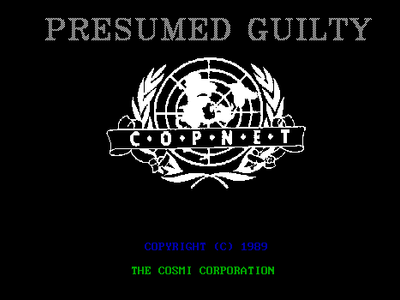 PRESUMED GUILTY
C·O·P·N·E·T
COPYRIGHT (C) 1989
THE COSMI CORPORATION